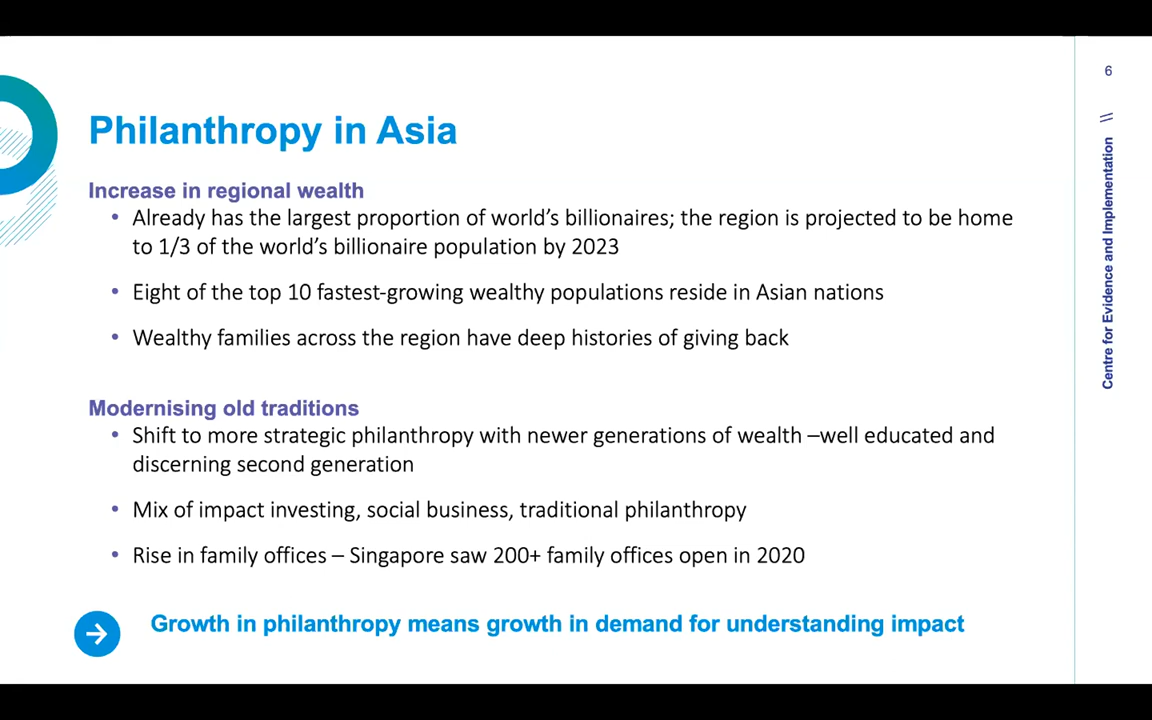 6
Philanthropy in Asia
Increase in regional wealth
• Already has the largest proportion of world's billionaires; the region is projected to be home
to 1/3 of the world's billionaire population by 2023
• Eight of the top 10 fastest-growing wealthy populations reside in Asian nations
• Wealthy families across the region have deep histories of giving back
Modernising old traditions
• Shift to more strategic philanthropy with newer generations of wealth –well educated and
discerning second generation
• Mix of impact investing, social business, traditional philanthropy
• Rise in family offices – Singapore saw 200+ family offices open in 2020
Growth in philanthropy means growth in demand for understanding impact
Centre for Evidence and Implementation \\